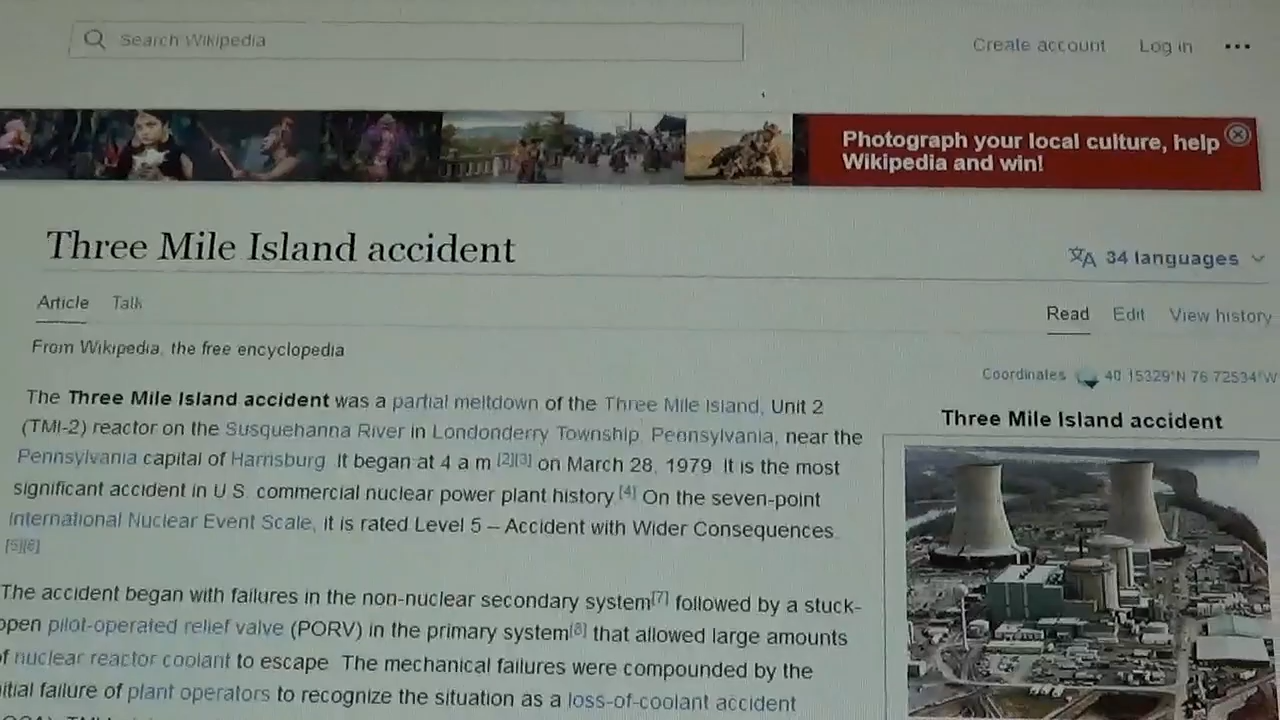 Search Wikipedia
Create account Log in •••
Photograph your local culture, help
Wikipedia and win!
Three Mile Island accident
34 languages
Article Talk
Read Edit View history
From Wikipedia, the free encyclopedia
Coordinates 40.15329°N 76.72534°W
The Three Mile Island accident was a partial meltdown of the Three Mile Island, Unit 2
(TMI-2) reactor on the Susquehanna River in Londonderry Township, Pennsylvania, near the
Pennsylvania capital of Harrisburg. It began at 4 a.m.[2][3] on March 28, 1979. It is the most
significant accident in U.S. commercial nuclear power plant history.[4] On the seven-point
International Nuclear Event Scale, it is rated Level 5 – Accident with Wider Consequences.
[5][6]
The accident began with failures in the non-nuclear secondary system[7] followed by a stuck-
open pilot-operated relief valve (PORV) in the primary system[8] that allowed large amounts
of nuclear reactor coolant to escape. The mechanical failures were compounded by the
initial failure of plant operators to recognize the situation as a loss-of-coolant accident
Three Mile Island accident